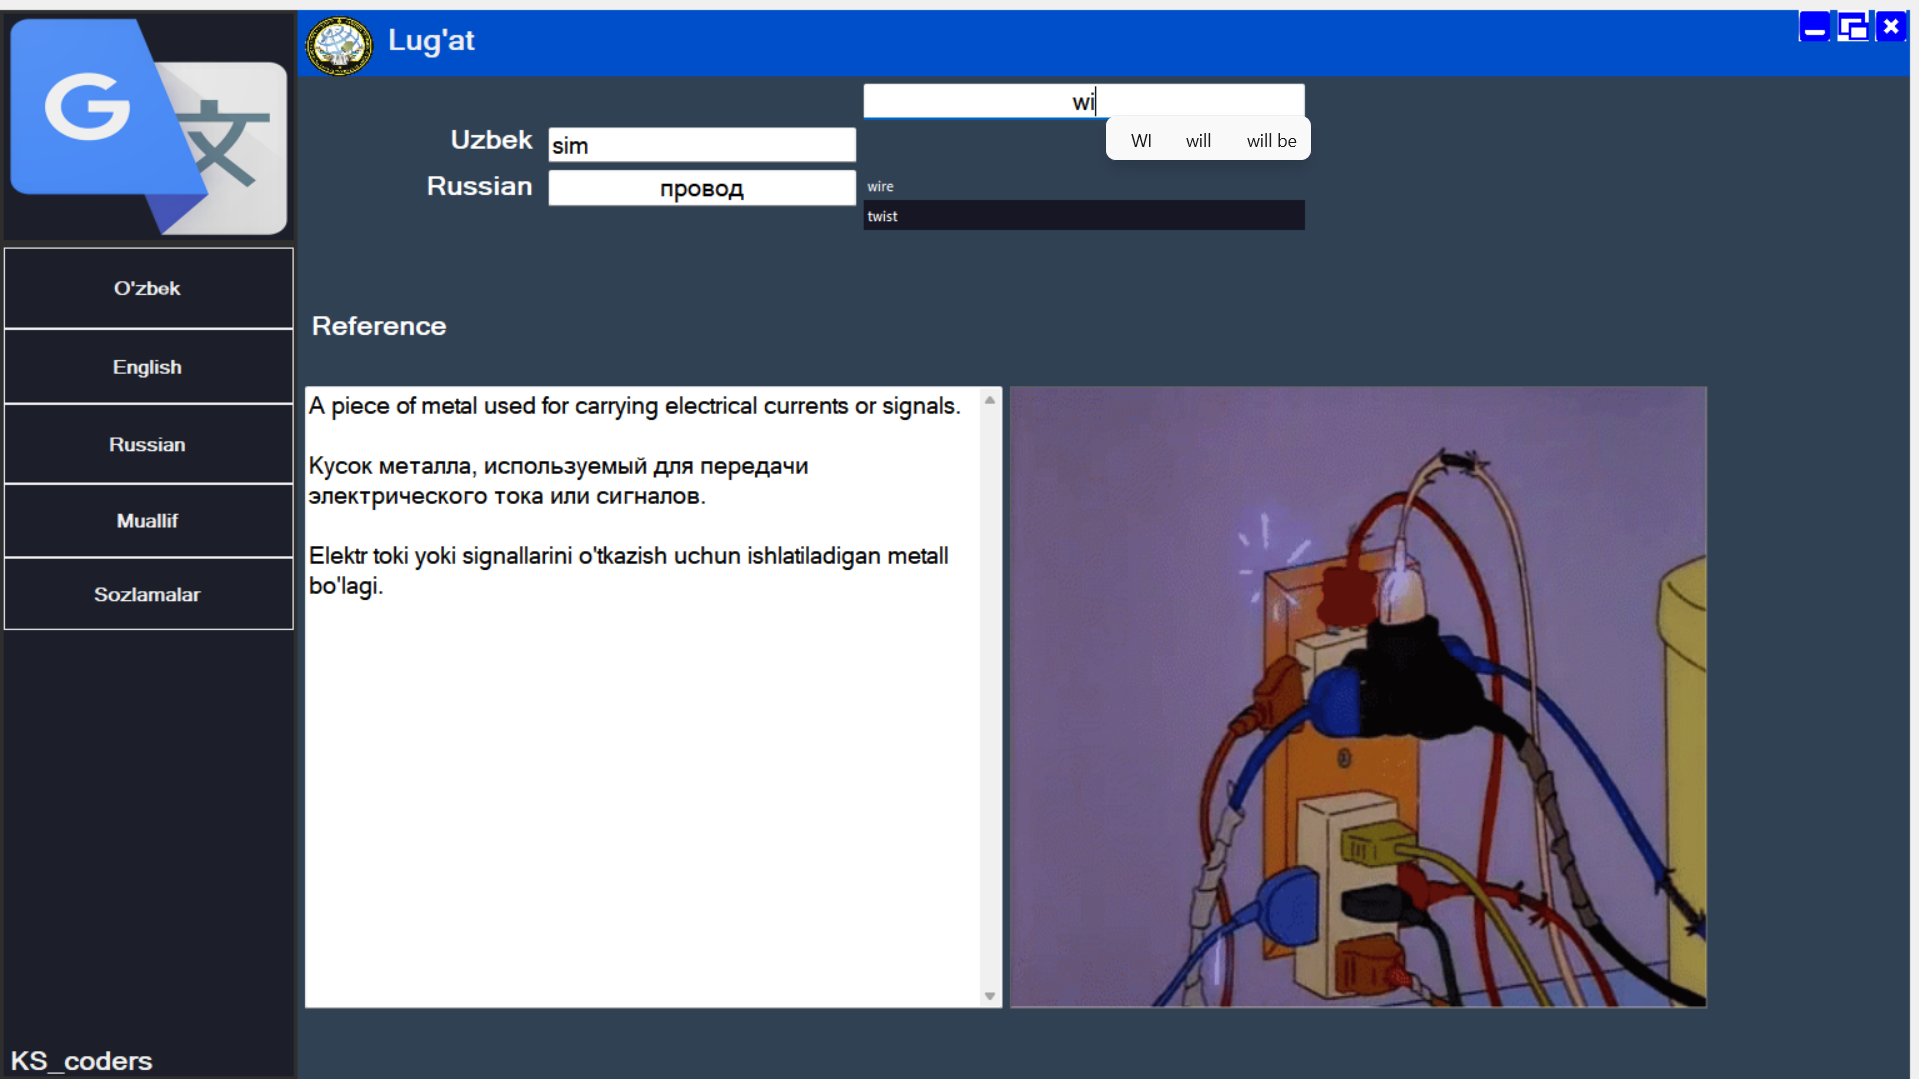 G 文
Lug'at
wi
WI will will be
Uzbek sim
Russian провод
wire
twist
O'zbek
English
Russian
Muallif
Sozlamalar
Reference
A piece of metal used for carrying electrical currents or signals.
Кусок металла, используемый для передачи
электрического тока или сигналов.
Elektr toki yoki signallarini o'tkazish uchun ishlatiladigan metall
bo'lagi.
KS_coders